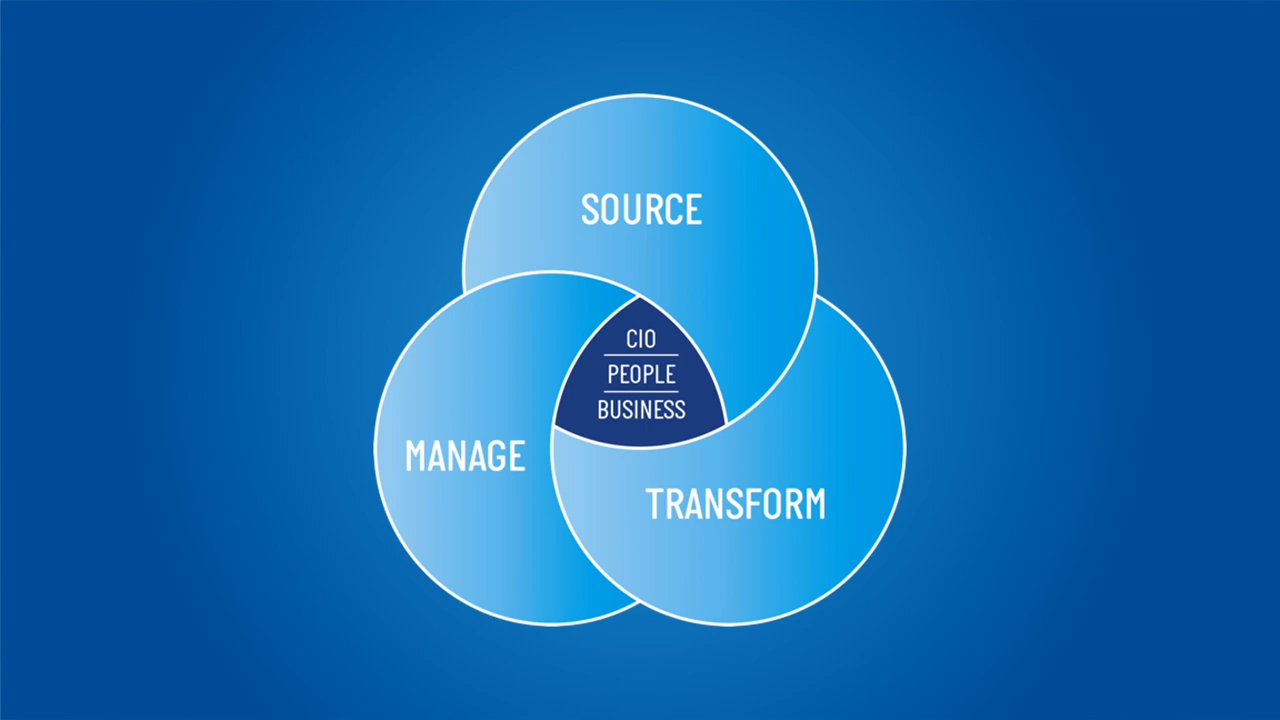 SOURCE
CIO
PEOPLE
BUSINESS
MANAGE
TRANSFORM